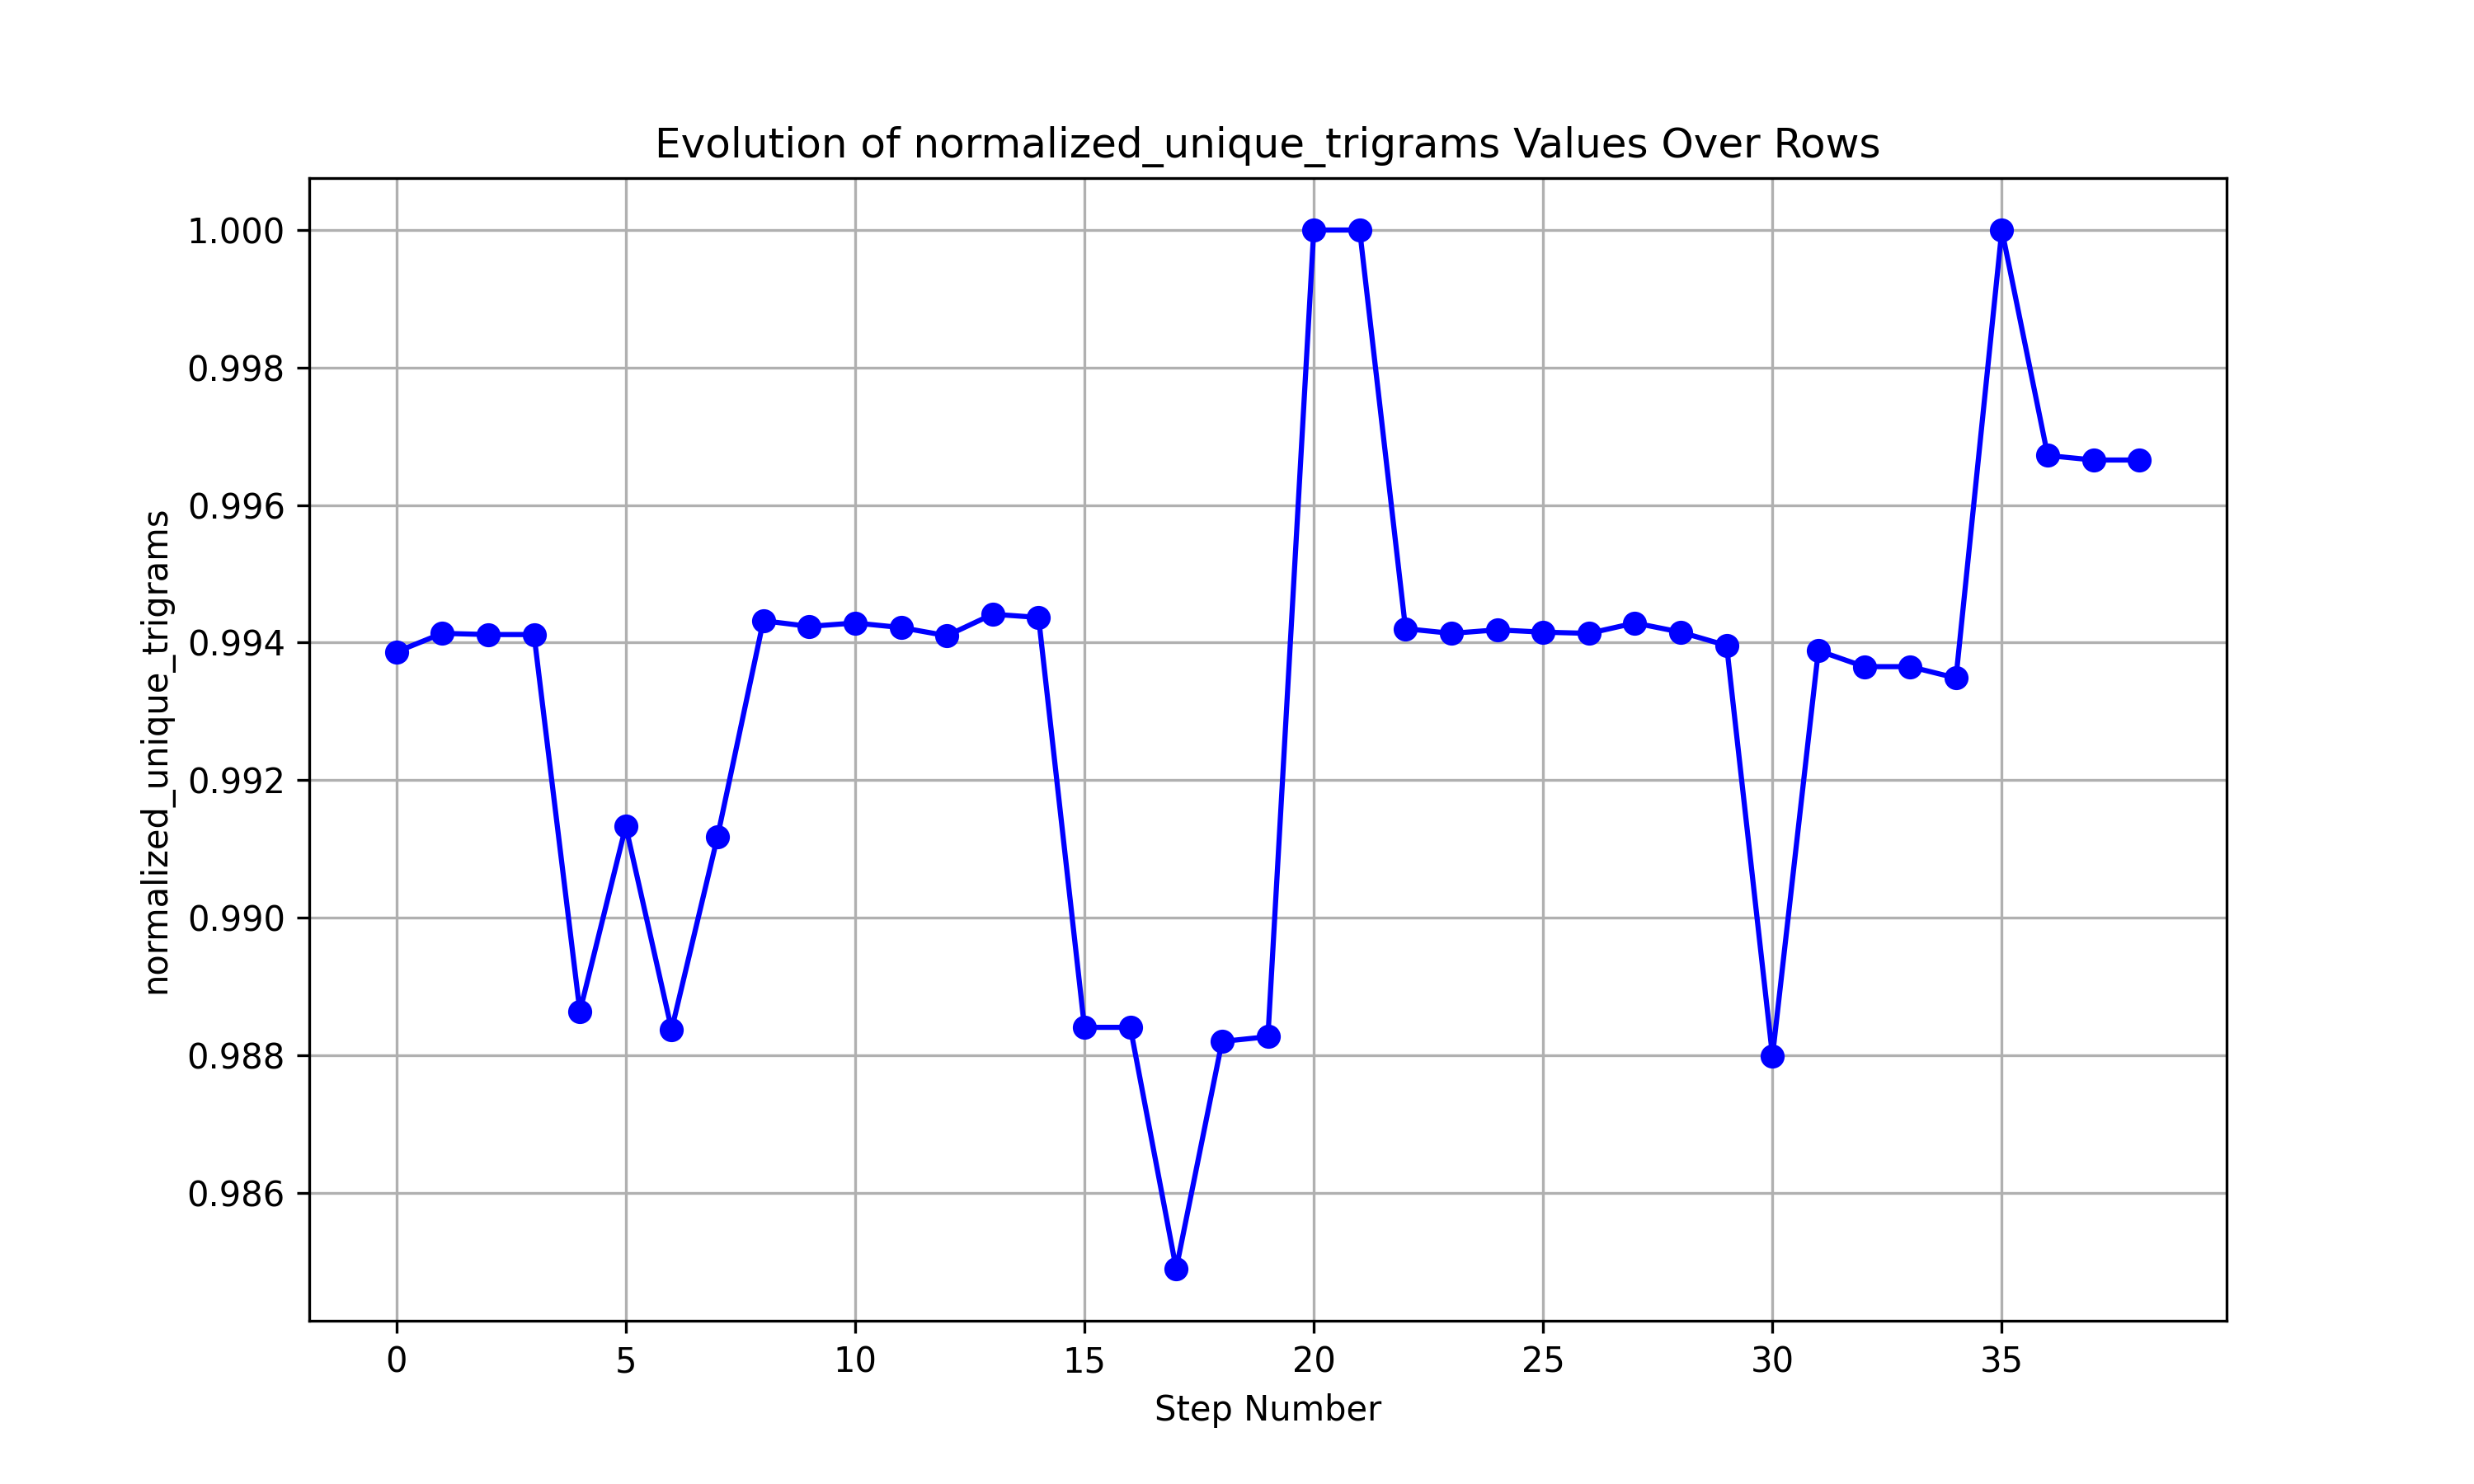 Evolution of normalized_unique_trigrams Values Over Rows
normalized_unique_trigrams
1.000
0.998
0.996
0.994
0.992
0.990
0.988
0.986
0 5 10 15 20 25 30 35
Step Number